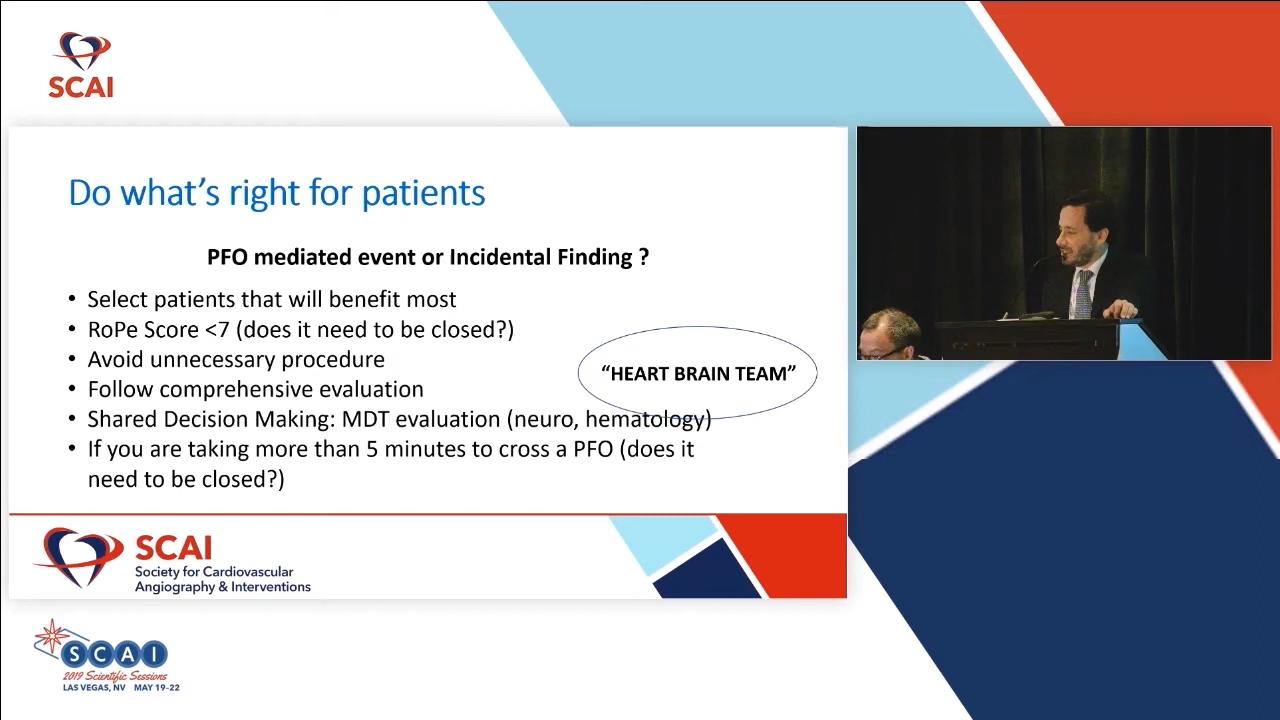 SCAI
Do what's right for patients
PFO mediated event or Incidental Finding ?
• Select patients that will benefit most
• RoPe Score <7 (does it need to be closed?)
• Avoid unnecessary procedure
• Follow comprehensive evaluation
"HEART BRAIN TEAM"
• Shared Decision Making: MDT evaluation (neuro, hematology)
• If you are taking more than 5 minutes to cross a PFO (does it
need to be closed?)
SCAI
Society for Cardiovascular
Angiography & Interventions
SCAI
2019 Scientific Sessions
LAS VEGAS, NV MAY 19-22